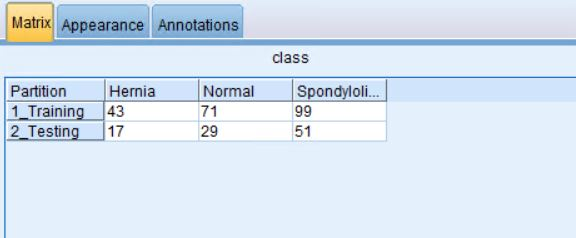 Matrix Appearance Annotations
class
Partition Hernia Normal Spondyloli...
1_Training 43 71 99
2_Testing 17 29 51